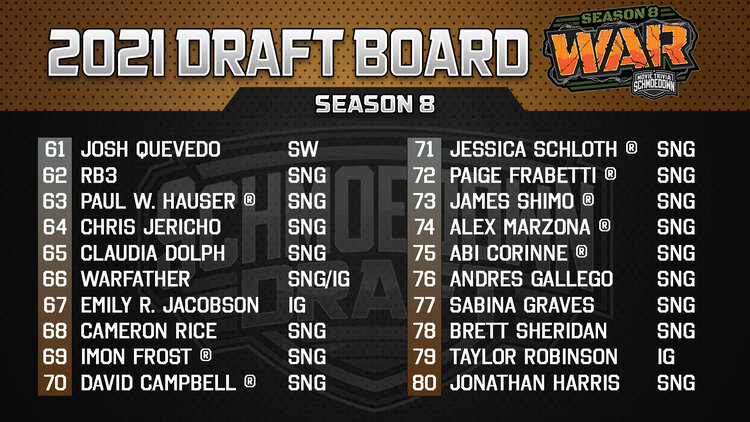 2021 DRAFT BOARD
SEASON 8
WAR
MOVIE TRIVIA
SCHMOEDOWN
SEASON 8
61 JOSH QUEVEDO SW
62 RB3 SNG
63 PAUL W. HAUSER ® SNG
64 CHRIS JERICHO SNG
65 CLAUDIA DOLPH SNG
66 WARFATHER SNG/IG
67 EMILY R. JACOBSON IG
68 CAMERON RICE SNG
69 IMON FROST ® SNG
70 DAVID CAMPBELL ® SNG
71 JESSICA SCHLOTH ® SNG
72 PAIGE FRABETTI ® SNG
73 JAMES SHIMO ® SNG
74 ALEX MARZONA ® SNG
75 ABI CORINNE ® SNG
76 ANDRES GALLEGO SNG
77 SABINA GRAVES SNG
78 BRETT SHERIDAN SNG
79 TAYLOR ROBINSON IG
80 JONATHAN HARRIS SNG
SCHMOEDOWN
DRAFT